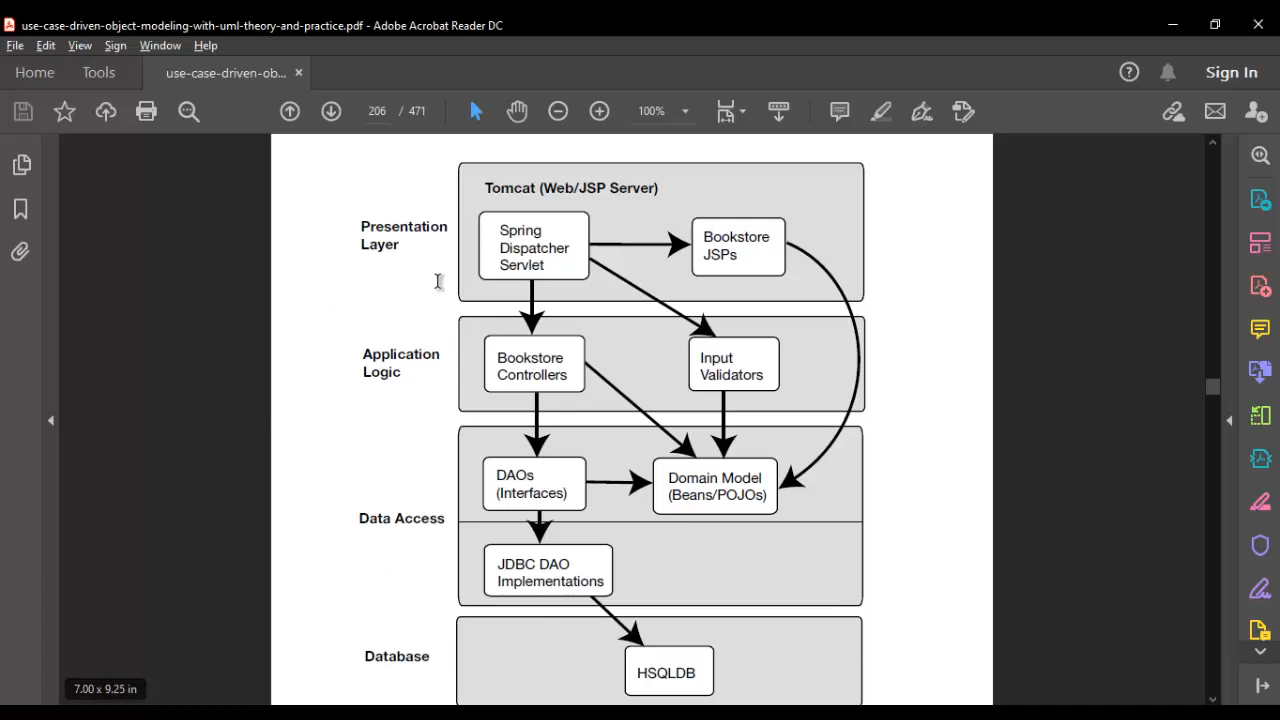 use-case-driven-object-modeling-with-uml-theory-and-practice.pdf - Adobe Acrobat Reader DC
File Edit View Sign Window Help
Home Tools use-case-driven-ob... × Sign In
206 / 471 100%
Tomcat (Web/JSP Server)
Presentation
Layer
Spring
Dispatcher
Servlet
Bookstore
JSPs
Application
Logic
Bookstore
Controllers
Input
Validators
Data Access
DAOs
(Interfaces)
Domain Model
(Beans/POJOs)
JDBC DAO
Implementations
Database
HSQLDB
7.00 x 9.25 in